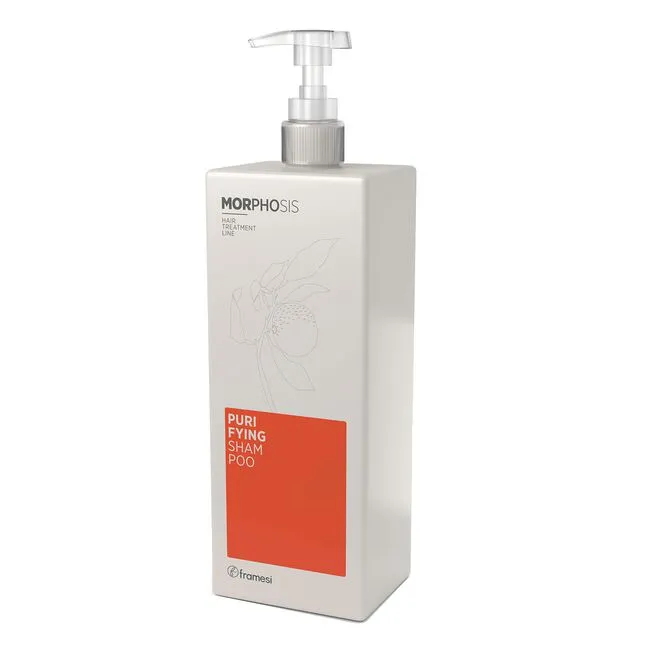 MORPHOSIS
HAIR
TREATMENT
LINE
PURI
FYING
SHAM
POO
framesi